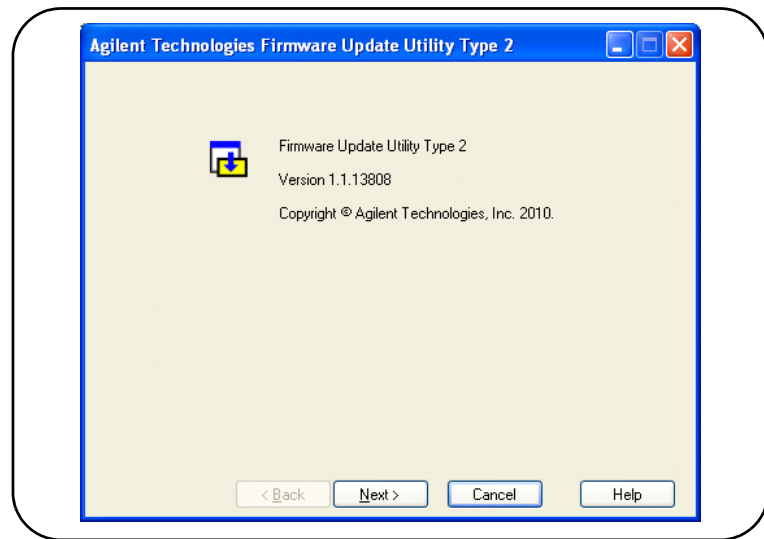 Agilent Technologies Firmware Update Utility Type 2
Firmware Update Utility Type 2
Version 1.1.13808
Copyright © Agilent Technologies, Inc. 2010.
< Back Next > Cancel Help